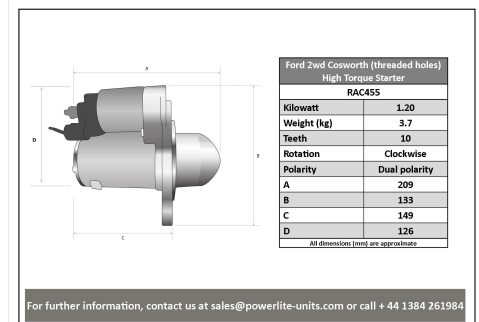 A
D
B
C
Ford 2wd Cosworth (threaded holes)
High Torque Starter
RAC455
Kilowatt 1.20
Weight (kg) 3.7
Teeth 10
Rotation Clockwise
Polarity Dual polarity
A 209
B 133
C 149
D 126
All dimensions (mm) are approximate
For further information, contact us at sales@powerlite-units.com or call + 44 1384 261984